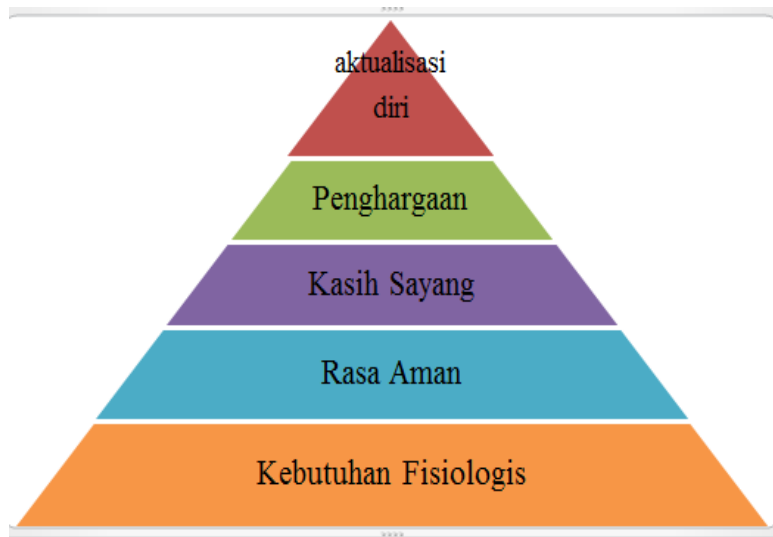 aktualisasi
diri
Penghargaan
Kasih Sayang
Rasa Aman
Kebutuhan Fisiologis